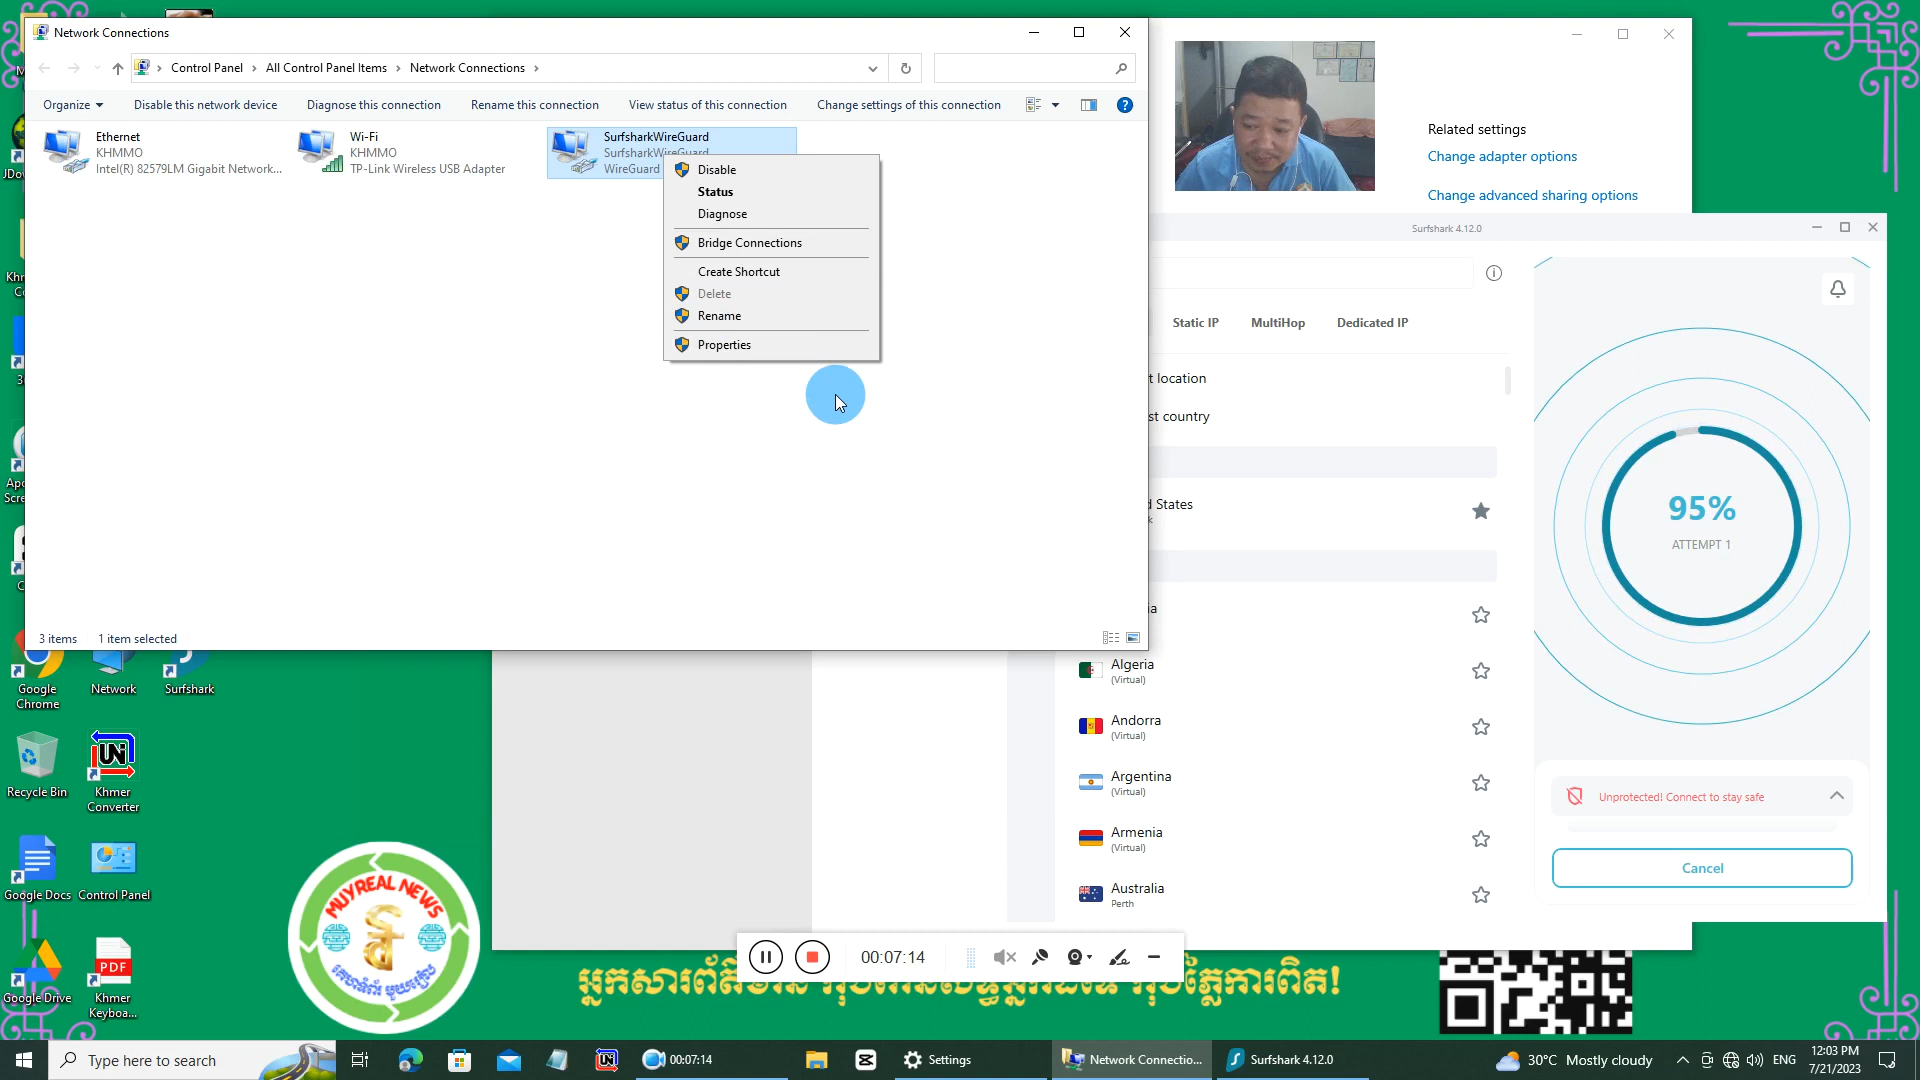 Network Connections
Control Panel
All Control Panel Items
Network Connections
Organize
Disable this network device
Diagnose this connection
Rename this connection
View status of this connection
Change settings of this connection
Ethernet
KHMMO
Intel(R) 82579LM Gigabit Network...
Wi-Fi
KHMMO
TP-Link Wireless USB Adapter
SurfsharkWireGuard
SurfsharkWireGuard
WireGuard
Disable
Status
Diagnose
Bridge Connections
Create Shortcut
Delete
Rename
Properties
3 items
1 item selected
Related settings
Change adapter options
Change advanced sharing options
Surfshark 4.12.0
Static IP
MultiHop
Dedicated IP
t location
st country
States
Algeria
(Virtual)
Andorra
(Virtual)
Argentina
(Virtual)
Armenia
(Virtual)
Australia
Perth
95%
ATTEMPT 1
Unprotected! Connect to stay safe
Cancel
Google
Chrome
Network
Surfshark
Recycle Bin
Khmer
Converter
Google Docs
Control Panel
Google Drive
PDF
Khmer
Keyboa...
MUYREAL NEWS
00:07:14
Type here to search
00:07:14
Settings
Network Connectio...
Surfshark 4.12.0
30°C Mostly cloudy
ENG
12:03 PM
7/21/2023